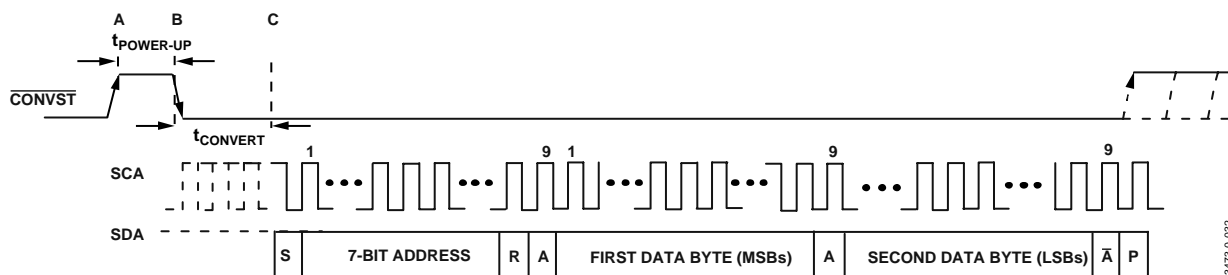 A B C
tPOWER-UP
CONVST
tCONVERT
1 9 1 9 9
SCA
SDA
S 7-BIT ADDRESS R A FIRST DATA BYTE (MSBs) A SECOND DATA BYTE (LSBs) A P